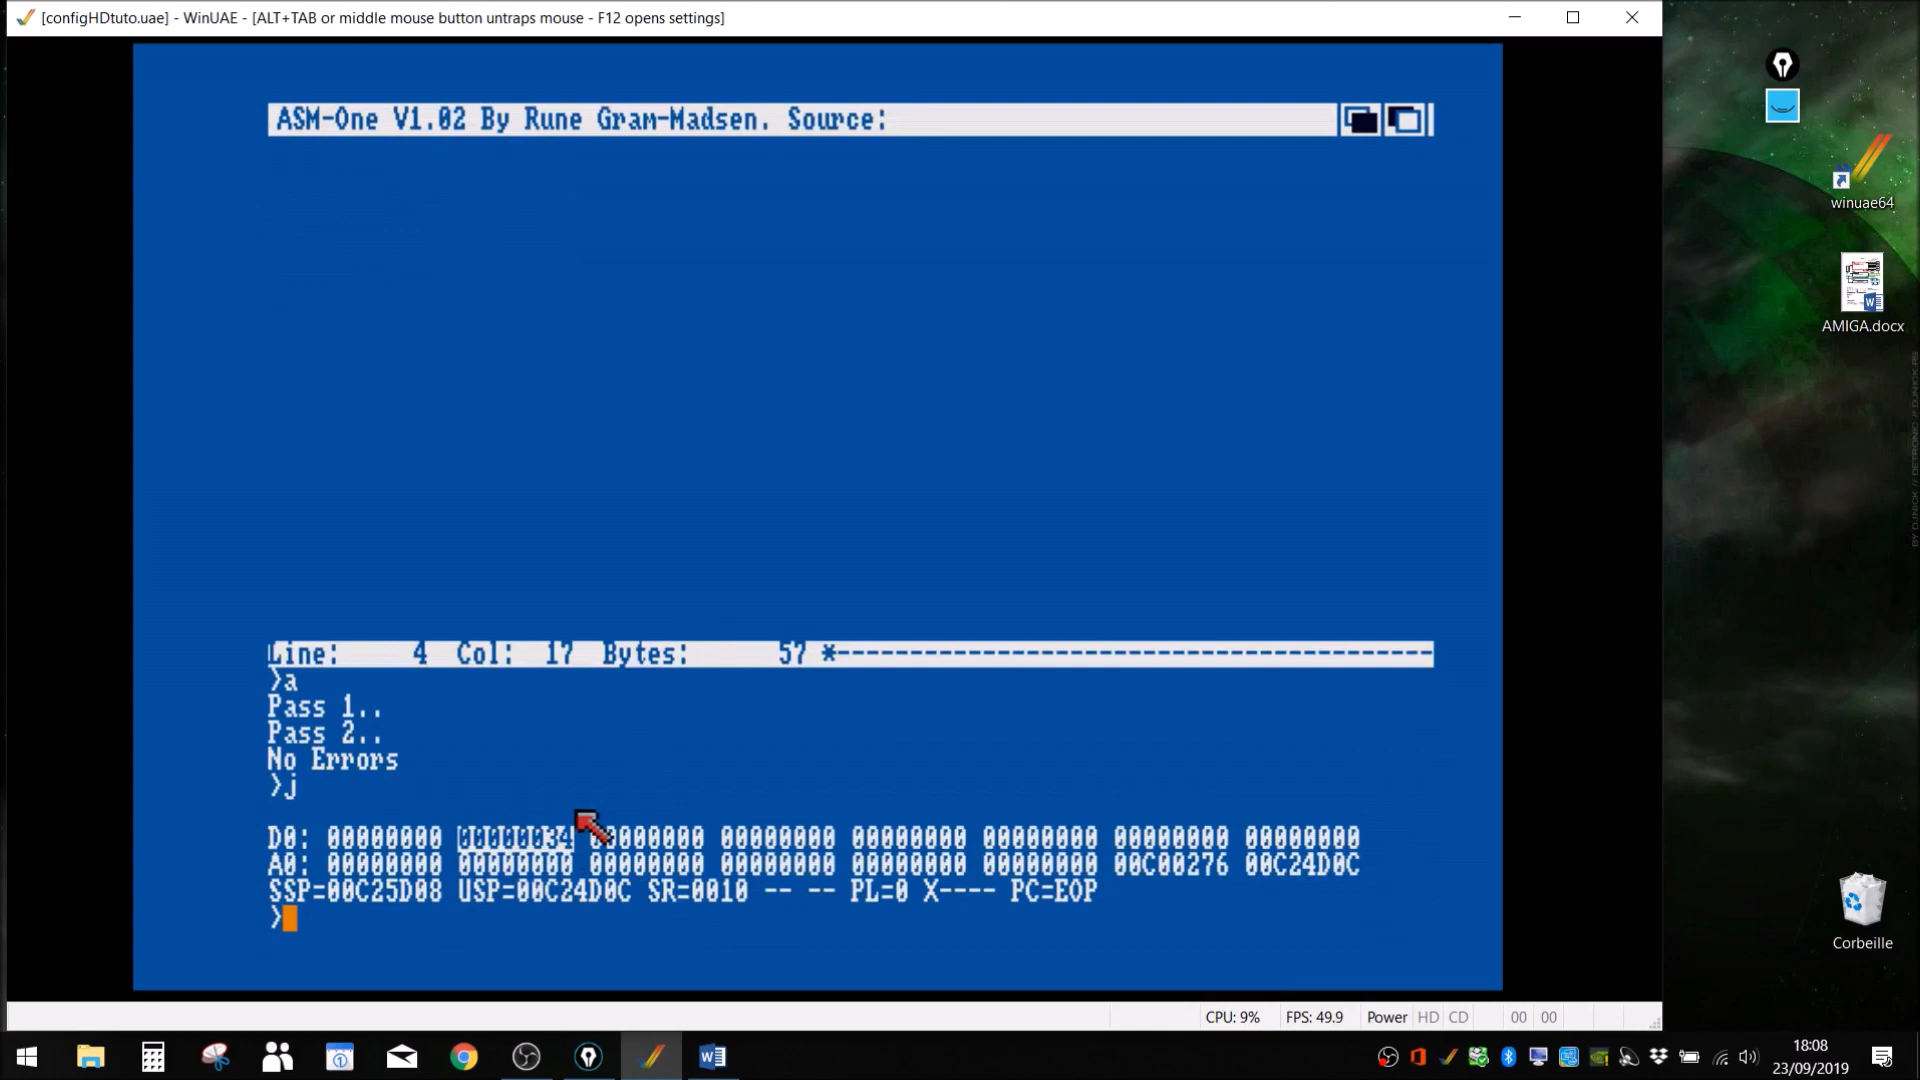 [configHDtuto.uae] - WinUAE - [ALT+TAB or middle mouse button untraps mouse - F12 opens settings]
ASM-One V1.02 By Rune Gram-Madsen. Source:
winuae64
AMIGA.docx
Line: 4 Col: 17 Bytes: 57 *-----------------------------------------
>a
Pass 1..
Pass 2..
No Errors
>j
D0: 00000000 00000034 00000000 00000000 00000000 00000000 00000000 00000000
A0: 00000000 00000000 00000000 00000000 00000000 00000000 00C00276 00C24D0C
SSP=00C25D08 USP=00C24D0C SR=0010 -- -- PL=0 X---- PC=EOP
>
Corbeille
CPU: 9% FPS: 49.9 Power HD CD 00 00
18:08
23/09/2019